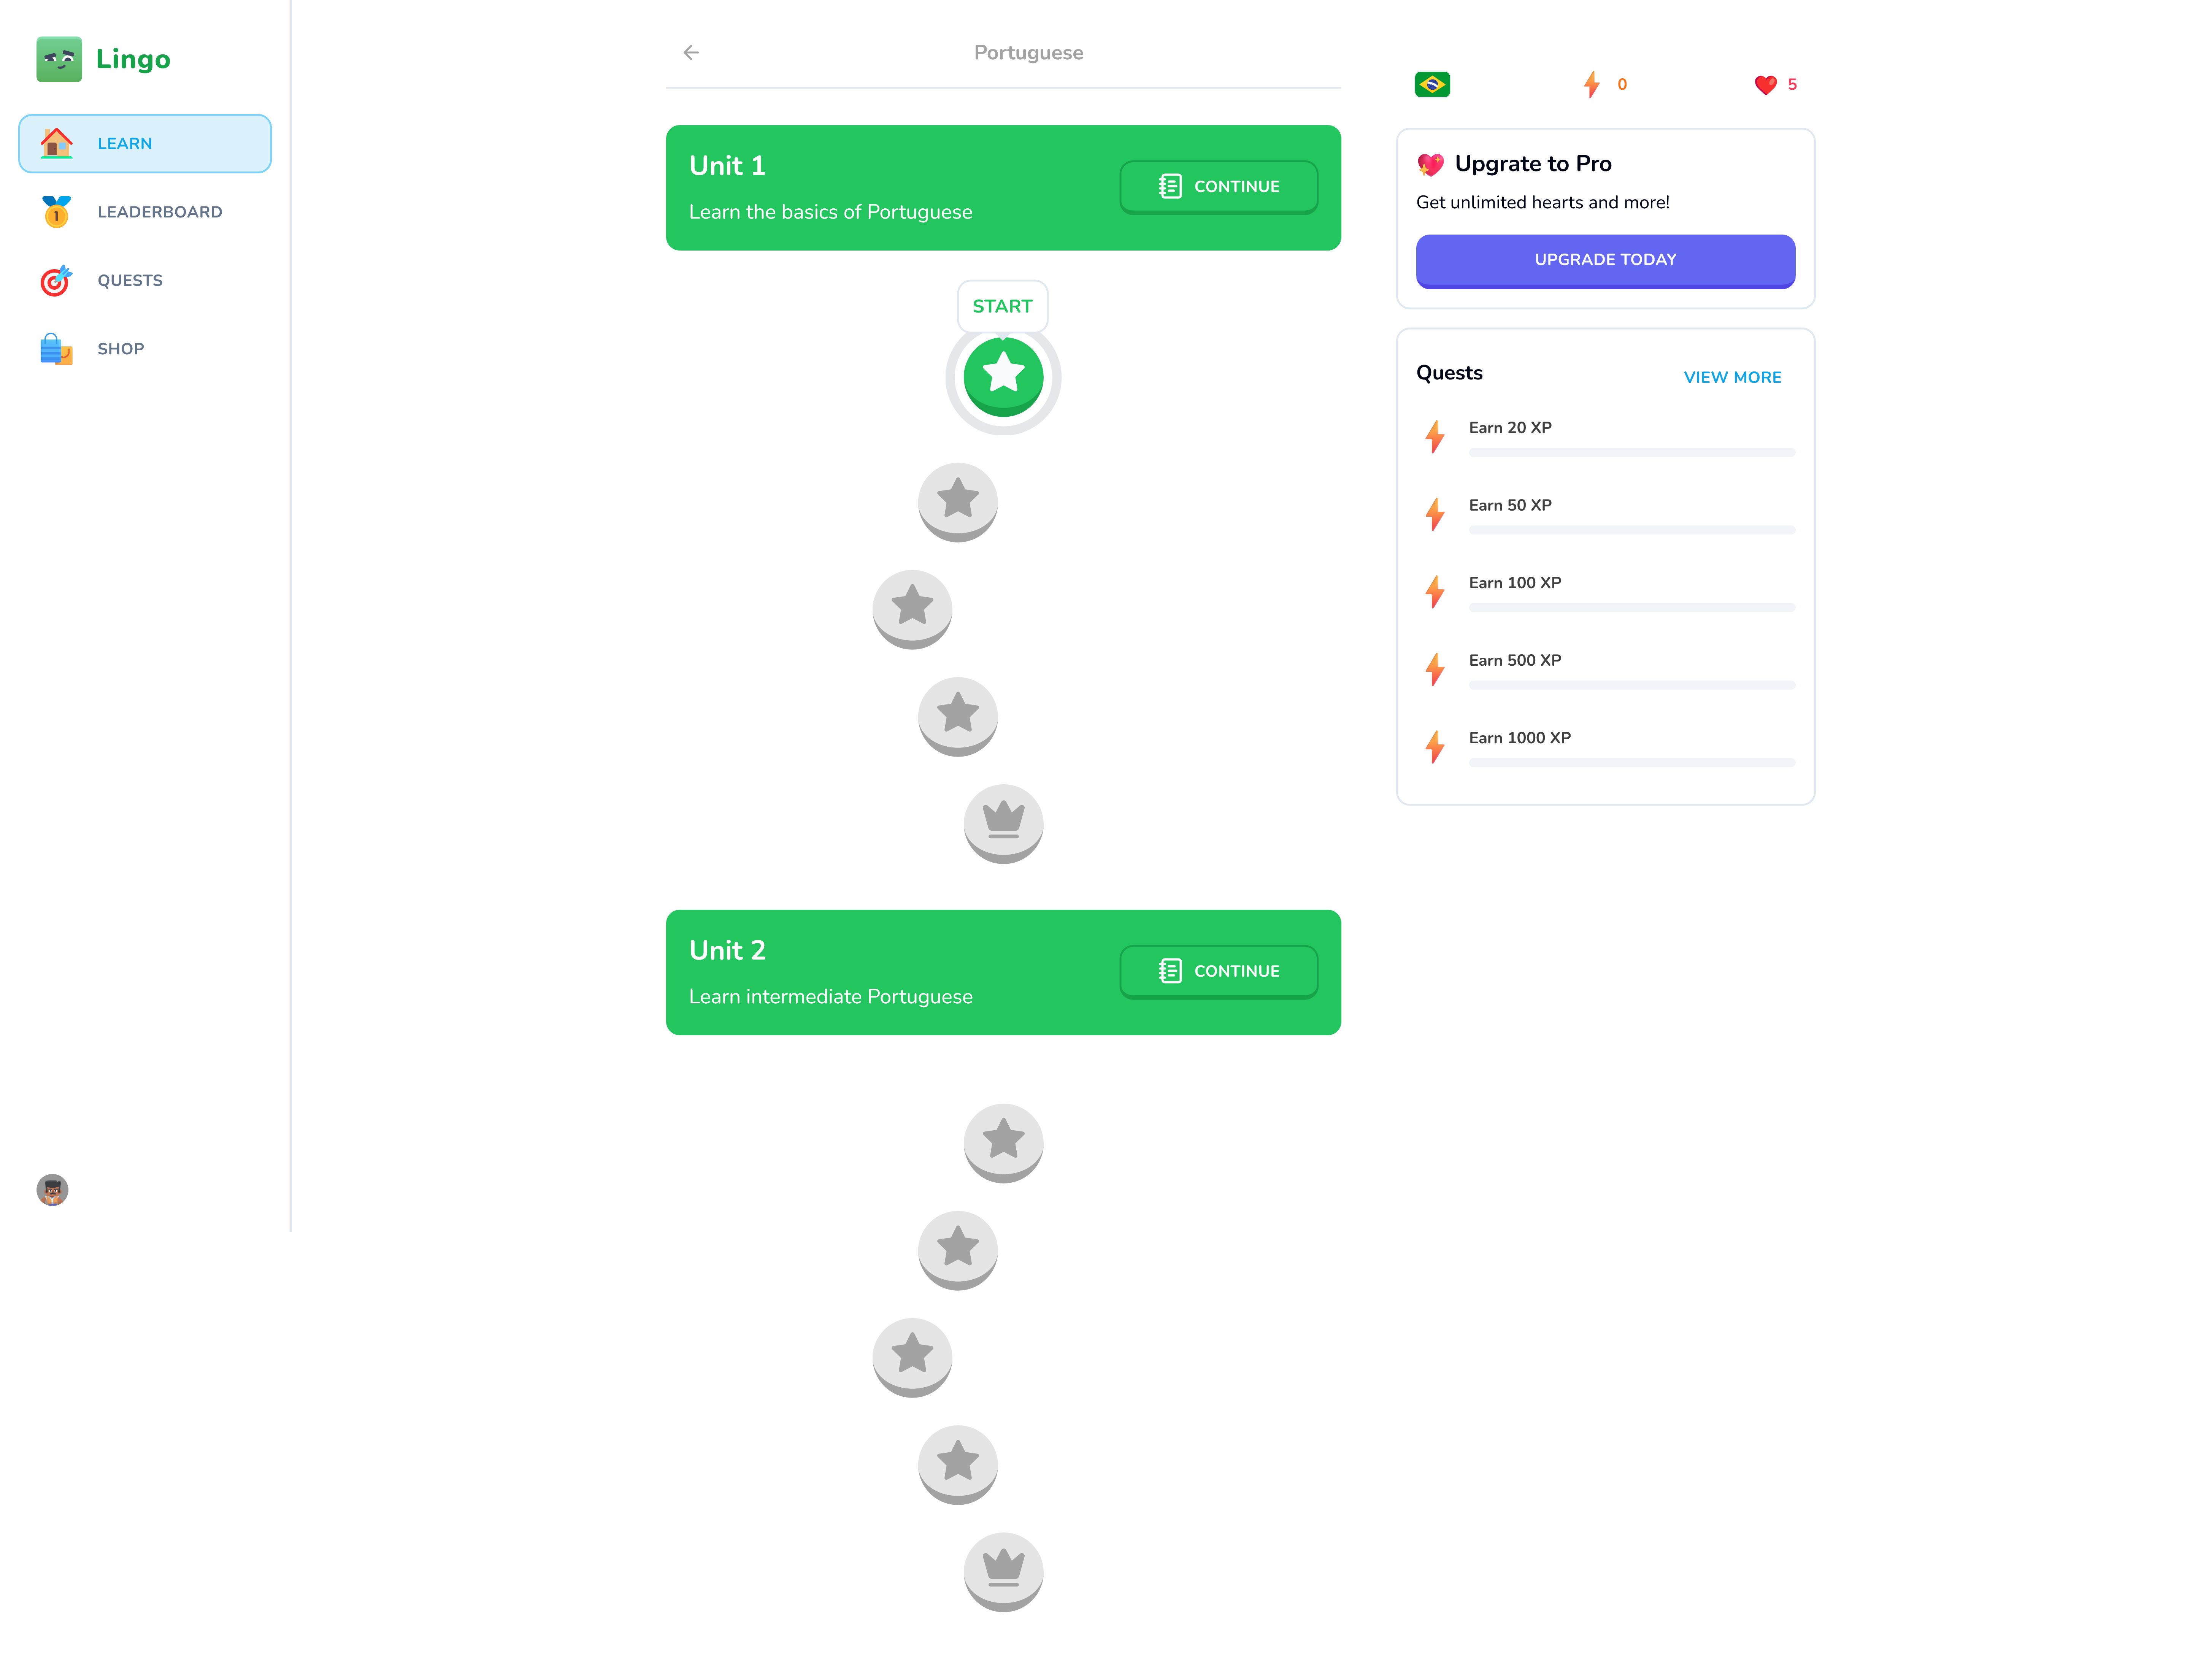 Lingo
LEARN
LEADERBOARD
QUESTS
SHOP
Portuguese
Unit 1
Learn the basics of Portuguese
CONTINUE
START
Unit 2
Learn intermediate Portuguese
CONTINUE
0
5
Upgrate to Pro
Get unlimited hearts and more!
UPGRADE TODAY
Quests
VIEW MORE
Earn 20 XP
Earn 50 XP
Earn 100 XP
Earn 500 XP
Earn 1000 XP